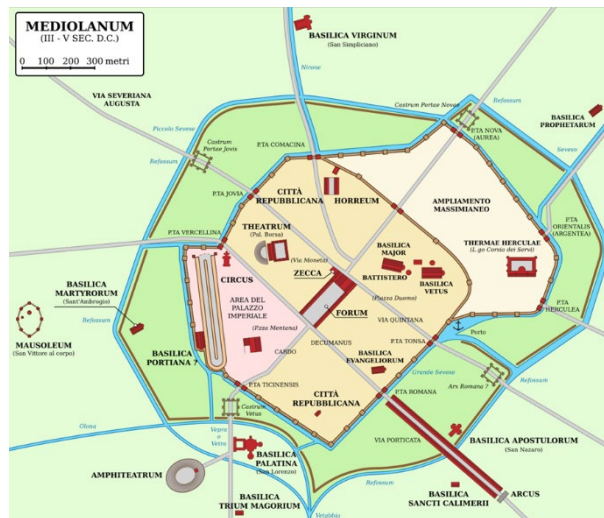 MEDIOLANUM
(III - V SEC. D.C.)
0 100 200 300 metri
BASILICA VIRGINUM
(San Simpliciano)
Nirone
VIA SEVERIANA
AUGUSTA
Castrum Portae Novae
Refossum
BASILICA
PROPHETARUM
Piccolo Seveso
Castrum
Portae Jovis
Refossum
P.TA COMACINA
P.TA NOVA
(AUREA)
Seveso
P.TA JOVIA
CITTÀ
REPUBBLICANA
HORREUM
AMPLIAMENTO
MASSIMIANEO
P.TA
ORIENTALIS
(ARGENTEA)
P.TA VERCELLINA
THEATRUM
(Pal. Borsa)
(Via Moneta)
BASILICA
MAJOR
THERMAE HERCULAE
(L.go Corsia dei Servi)
ZECCA
BATTISTERO
BASILICA
VETUS
CIRCUS
BASILICA
MARTYRORUM
(Sant'Ambrogio)
AREA DEL
PALAZZO
IMPERIALE
(Piazza Duomo)
FORUM
P.TA
HERCULEA
MAUSOLEUM
(San Vittore al corpo)
Refossum
(P.zza Mentana)
VIA QUINTANA
Porto
BASILICA
PORTIANA ?
CARDO
DECUMANUS
P.TA TONSA
BASILICA
EVANGELIORUM
Grande Seveso
Refossum
P.TA TICINENSIS
CITTÀ
REPUBBLICANA
P.TA ROMANA
Ars Romana ?
Castrum
Vetus
Olona
Vepra
o
Vetra
VIA PORTICATA
BASILICA APOSTULORUM
(San Nazaro)
BASILICA
PALATINA
(San Lorenzo)
AMPHITEATRUM
Refossum
BASILICA
TRIUM MAGORIUM
Vetabbia
BASILICA
SANCTI CALIMERII
ARCUS